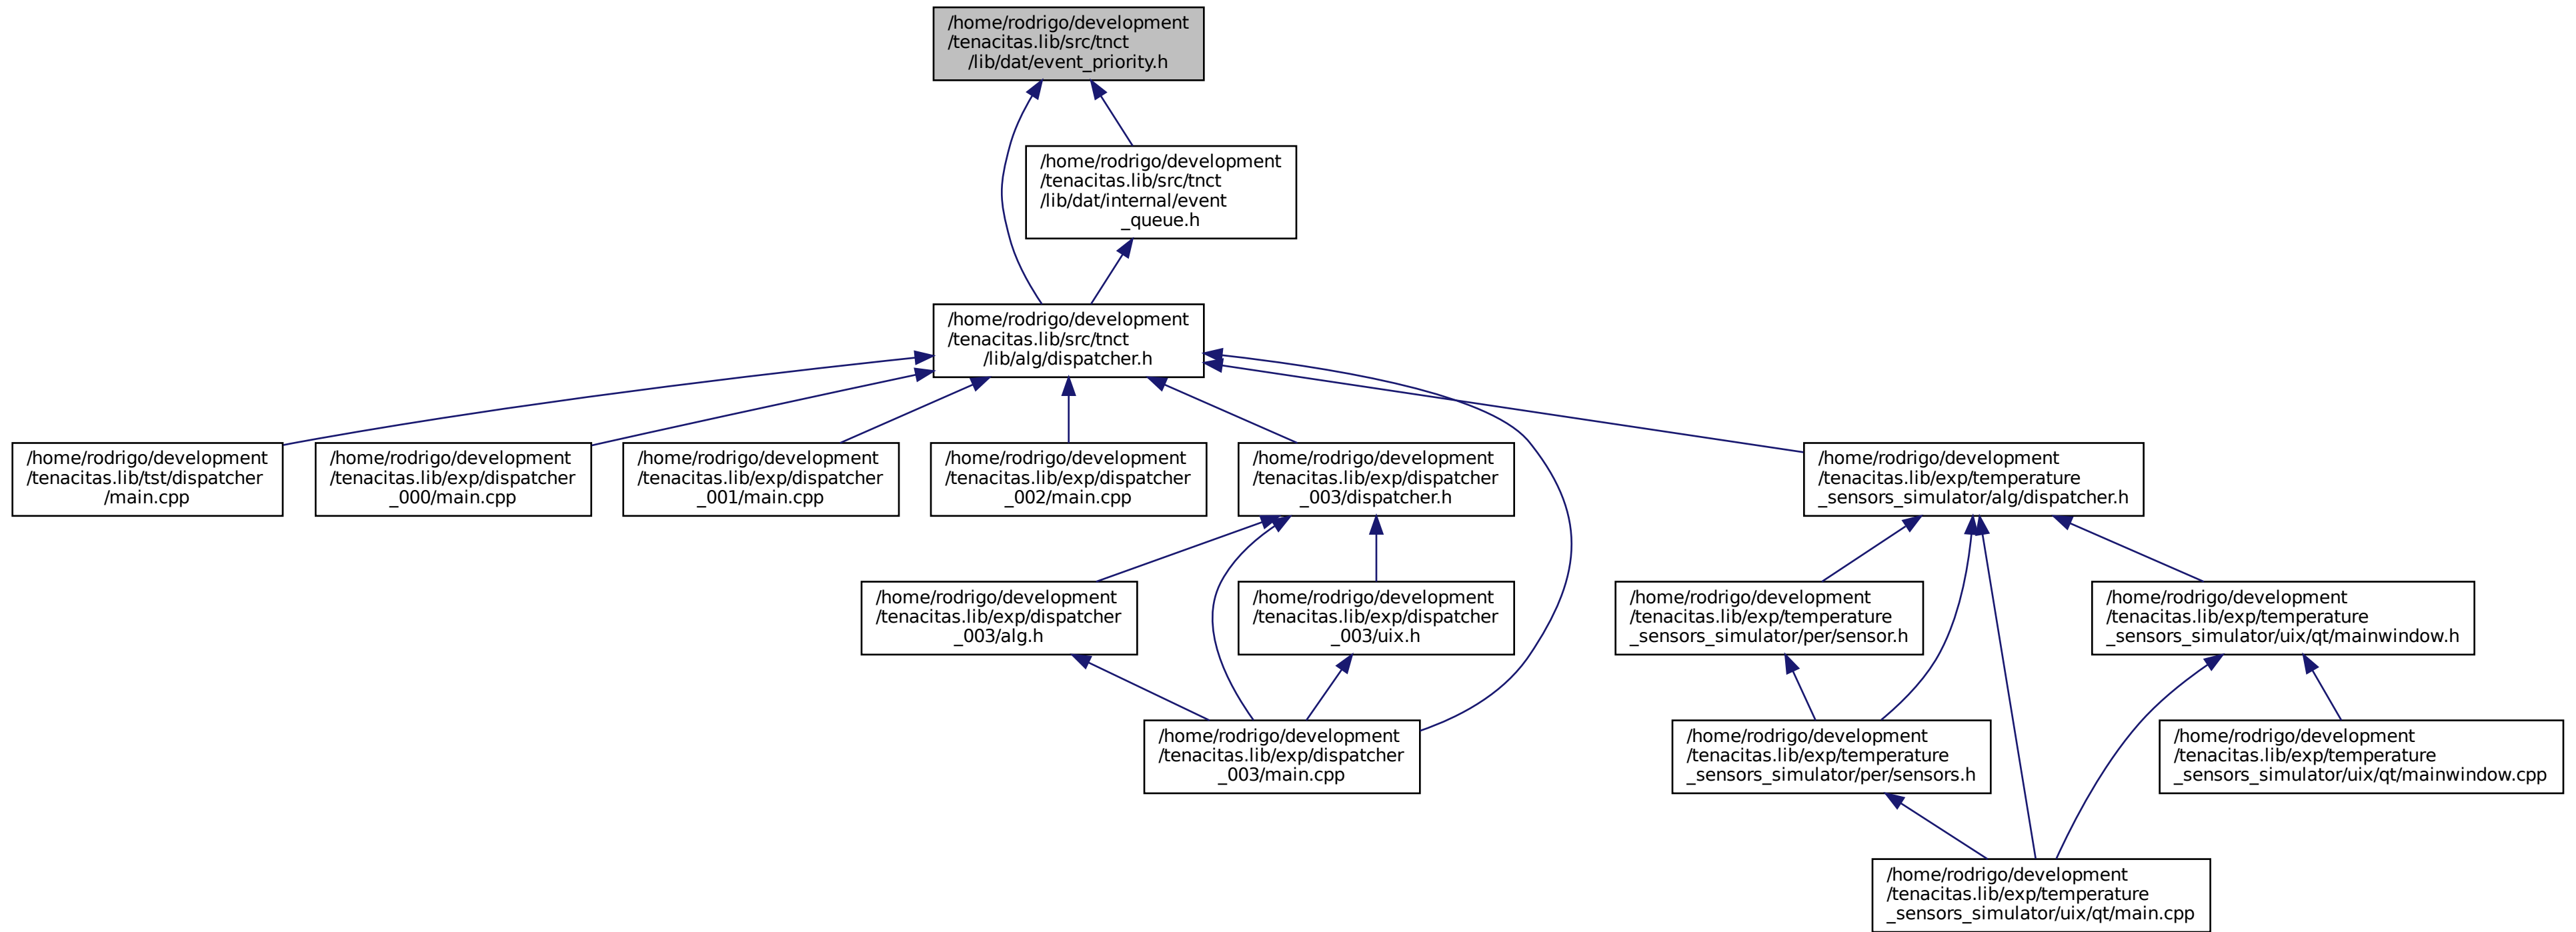 /home/rodrigo/development
/tenacitas.lib/src/tnct
/lib/dat/event_priority.h
/home/rodrigo/development
/tenacitas.lib/src/tnct
/lib/dat/internal/event
_queue.h
/home/rodrigo/development
/tenacitas.lib/src/tnct
/lib/alg/dispatcher.h
/home/rodrigo/development
/tenacitas.lib/tst/dispatcher
/main.cpp
/home/rodrigo/development
/tenacitas.lib/exp/dispatcher
_000/main.cpp
/home/rodrigo/development
/tenacitas.lib/exp/dispatcher
_001/main.cpp
/home/rodrigo/development
/tenacitas.lib/exp/dispatcher
_002/main.cpp
/home/rodrigo/development
/tenacitas.lib/exp/dispatcher
_003/dispatcher.h
/home/rodrigo/development
/tenacitas.lib/exp/temperature
_sensors_simulator/alg/dispatcher.h
/home/rodrigo/development
/tenacitas.lib/exp/dispatcher
_003/alg.h
/home/rodrigo/development
/tenacitas.lib/exp/dispatcher
_003/uix.h
/home/rodrigo/development
/tenacitas.lib/exp/temperature
_sensors_simulator/per/sensor.h
/home/rodrigo/development
/tenacitas.lib/exp/temperature
_sensors_simulator/uix/qt/mainwindow.h
/home/rodrigo/development
/tenacitas.lib/exp/dispatcher
_003/main.cpp
/home/rodrigo/development
/tenacitas.lib/exp/temperature
_sensors_simulator/per/sensors.h
/home/rodrigo/development
/tenacitas.lib/exp/temperature
_sensors_simulator/uix/qt/mainwindow.cpp
/home/rodrigo/development
/tenacitas.lib/exp/temperature
_sensors_simulator/uix/qt/main.cpp